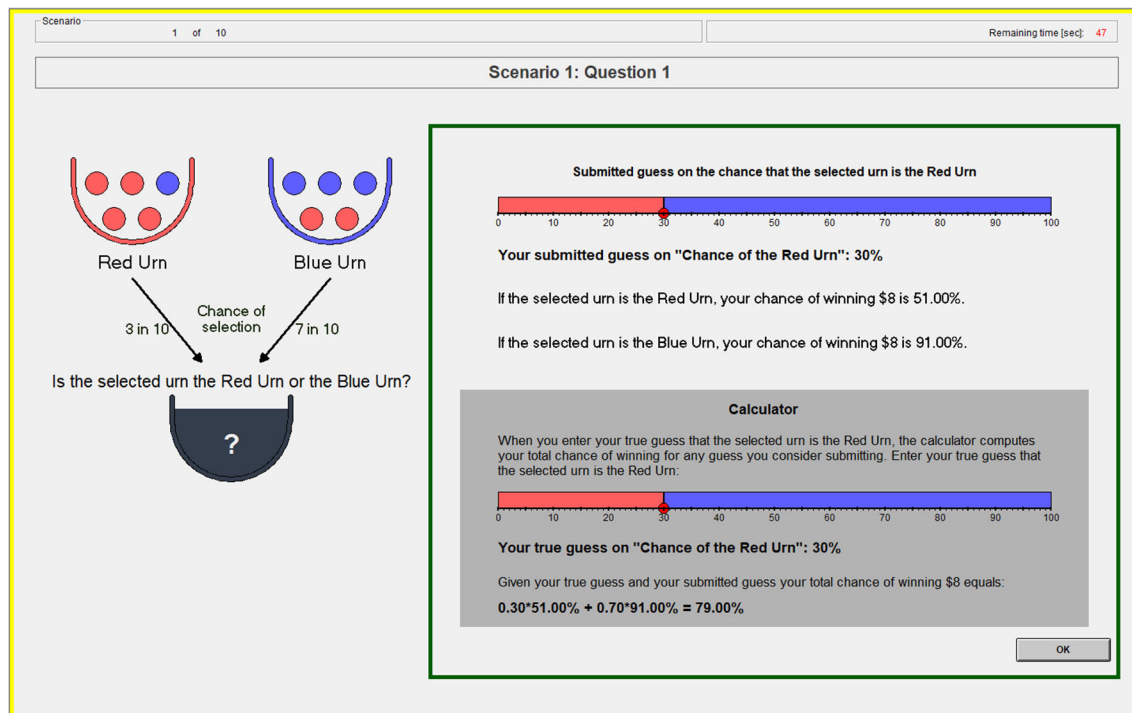 Scenario
1 of 10
Remaining time [sec]: 47
Scenario 1: Question 1
Red Urn
Blue Urn
Chance of
selection
3 in 10
7 in 10
Is the selected urn the Red Urn or the Blue Urn?
?
Submitted guess on the chance that the selected urn is the Red Urn
0 10 20 30 40 50 60 70 80 90 100
Your submitted guess on "Chance of the Red Urn": 30%
If the selected urn is the Red Urn, your chance of winning $8 is 51.00%.
If the selected urn is the Blue Urn, your chance of winning $8 is 91.00%.
Calculator
When you enter your true guess that the selected urn is the Red Urn, the calculator computes
your total chance of winning for any guess you consider submitting. Enter your true guess that
the selected urn is the Red Urn:
0 10 20 30 40 50 60 70 80 90 100
Your true guess on "Chance of the Red Urn": 30%
Given your true guess and your submitted guess your total chance of winning $8 equals:
0.30*51.00% + 0.70*91.00% = 79.00%
OK